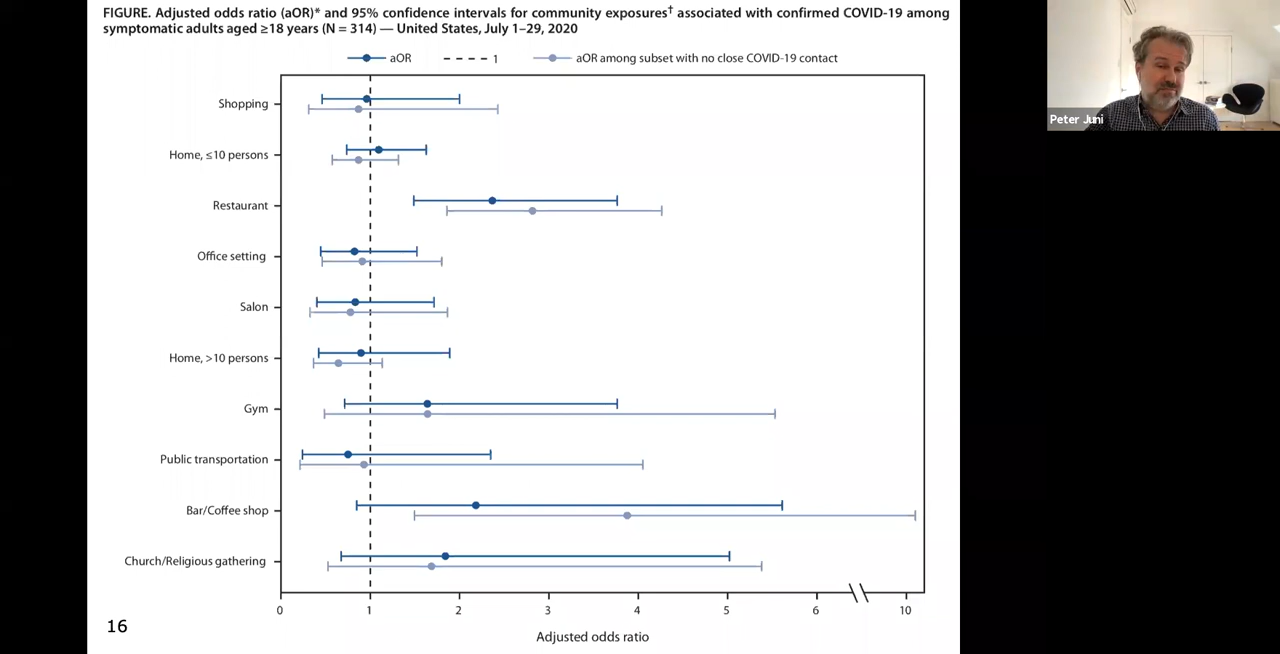 FIGURE. Adjusted odds ratio (aOR)* and 95% confidence intervals for community exposures† associated with confirmed COVID-19 among
symptomatic adults aged ≥18 years (N = 314) — United States, July 1–29, 2020
aOR
1
aOR among subset with no close COVID-19 contact
Shopping
Home, ≤10 persons
Restaurant
Office setting
Salon
Home, >10 persons
Gym
Public transportation
Bar/Coffee shop
Church/Religious gathering
0 1 2 3 4 5 6 10
Adjusted odds ratio
16
Peter Juni